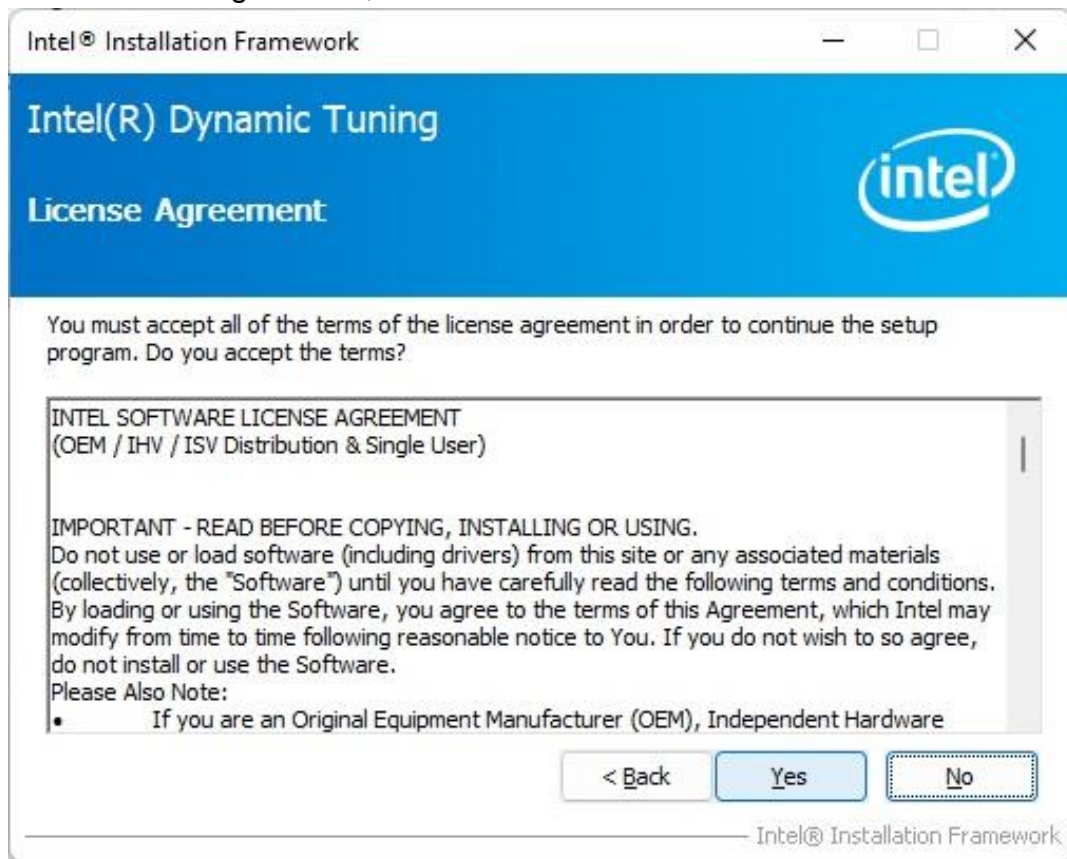 Intel® Installation Framework
Intel(R) Dynamic Tuning
intel
License Agreement
You must accept all of the terms of the license agreement in order to continue the setup
program. Do you accept the terms?
INTEL SOFTWARE LICENSE AGREEMENT
(OEM / IHV / ISV Distribution & Single User)
IMPORTANT - READ BEFORE COPYING, INSTALLING OR USING.
Do not use or load software (including drivers) from this site or any associated materials
(collectively, the "Software") until you have carefully read the following terms and conditions.
By loading or using the Software, you agree to the terms of this Agreement, which Intel may
modify from time to time following reasonable notice to You. If you do not wish to so agree,
do not install or use the Software.
Please Also Note:
• If you are an Original Equipment Manufacturer (OEM), Independent Hardware
< Back Yes No
Intel® Installation Framework